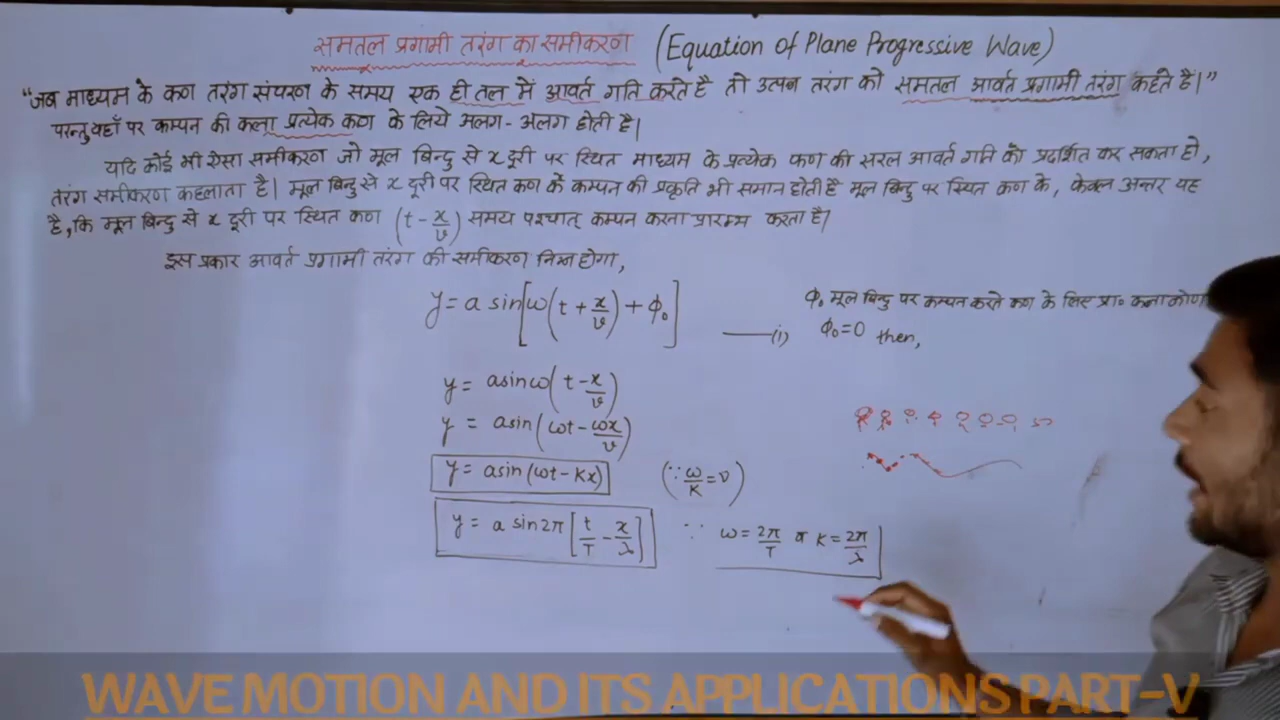 समतल प्रगामी तरंग का समीकरण (Equation of Plane Progressive Wave)
“जब माध्यम के कण तरंग संचरण के समय एक ही तल में आवर्त गति करते है तो उत्पन तरंग को समतल आवर्त प्रगामी तरंग कहते हैं।”
परन्तु यहाँ पर कम्पन की कला प्रत्येक कण के लिये अलग-अलग होती है।
यदि कोई भी ऐसा समीकरण जो मूल बिन्दु से x दूरी पर स्थित माध्यम के प्रत्येक कण की सरल आवर्त गति को प्रदर्शित कर सकता हो,
तरंग समीकरण कहलाता है। मूल बिन्दु से x दूरी पर स्थित कण के कम्पन की प्रकृति भी समान होती है मूल बिन्दु पर स्थित कण के, केवल अन्तर यह
है, कि मूल बिन्दु से x दूरी पर स्थित कण (t - x/v) समय पश्चात् कम्पन करना प्रारम्भ करता है।
इस प्रकार आवर्त प्रगामी तरंग की समीकरण निम्न होगा,
y = a sin[ω(t + x/v) + ϕ₀] —(i)
ϕ₀ मूल बिन्दु पर कम्पन करते कण के लिए प्रा० कला कोण
ϕ₀=0 then,
y = a sin ω(t - x/v)
y = a sin(ωt - ωx/v)
y = a sin(ωt - Kx) (∵ ω/K = v)
y = a sin 2π[t/T - x/λ] ∵ ω = 2π/T व K = 2π/λ
WAVE MOTION AND ITS APPLICATIONS PART-V